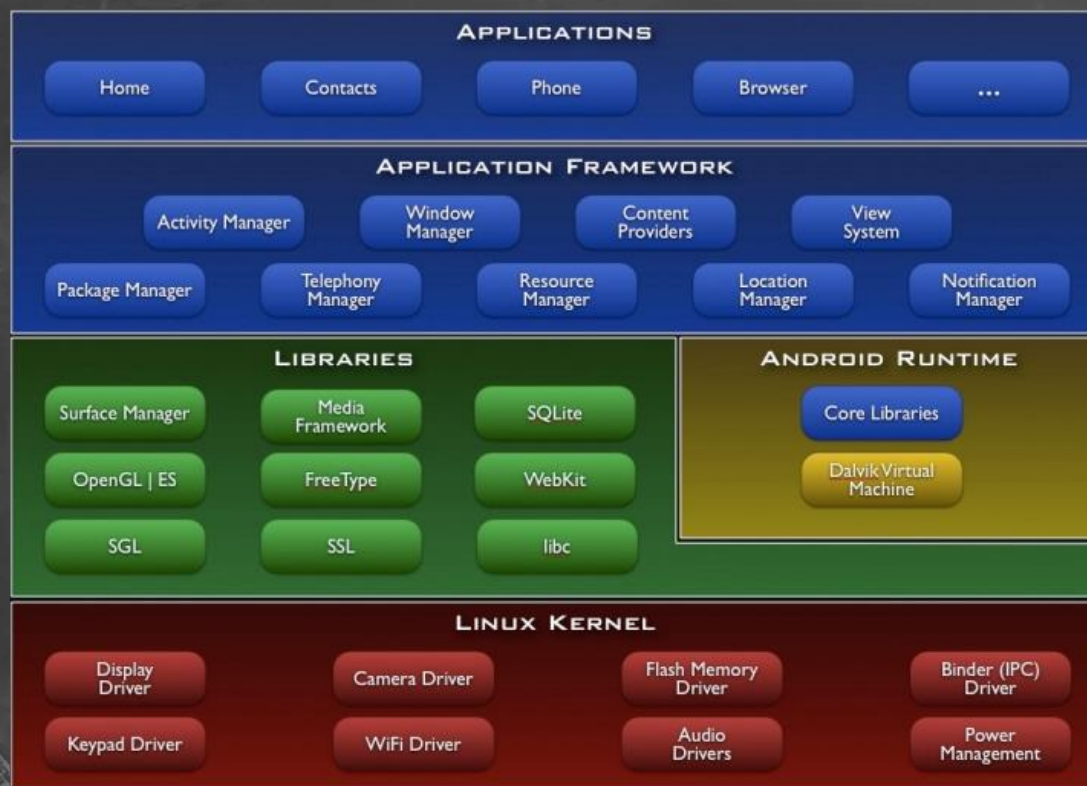 APPLICATIONS
Home Contacts Phone Browser ...
APPLICATION FRAMEWORK
Activity Manager
Window
Manager
Content
Providers
View
System
Package Manager
Telephony
Manager
Resource
Manager
Location
Manager
Notification
Manager
LIBRARIES
Surface Manager
Media
Framework
SQLite
OpenGL | ES
FreeType
WebKit
SGL
SSL
libc
ANDROID RUNTIME
Core Libraries
Dalvik Virtual
Machine
LINUX KERNEL
Display
Driver
Camera Driver
Flash Memory
Driver
Binder (IPC)
Driver
Keypad Driver
WiFi Driver
Audio
Drivers
Power
Management